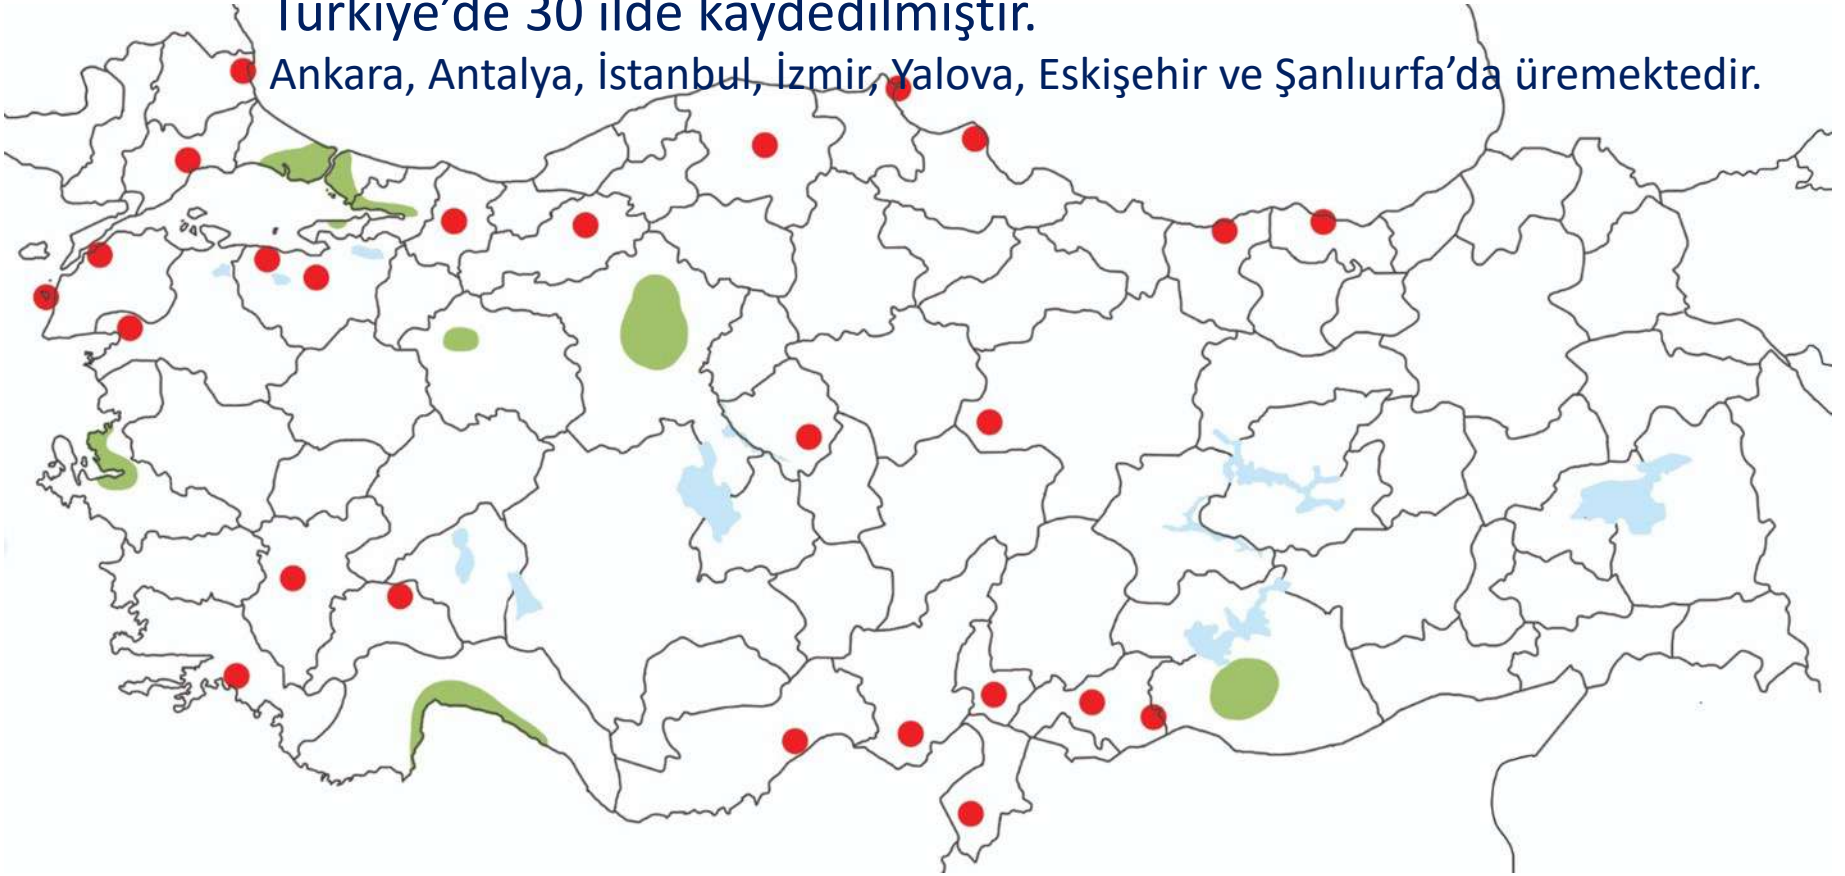 Türkiye’de 30 ilde kaydedilmiştir.
Ankara, Antalya, İstanbul, İzmir, Yalova, Eskişehir ve Şanlıurfa’da üremektedir.